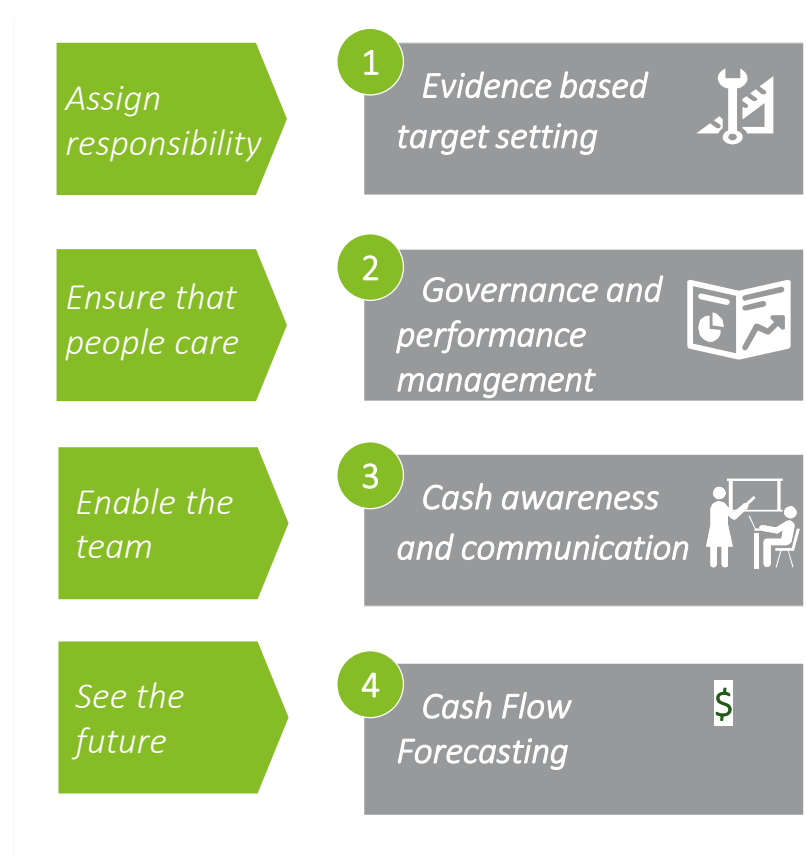 Assign
responsibility
1
Evidence based
target setting
Ensure that
people care
2
Governance and
performance
management
Enable the
team
3
Cash awareness
and communication
See the
future
4
Cash Flow
Forecasting
$